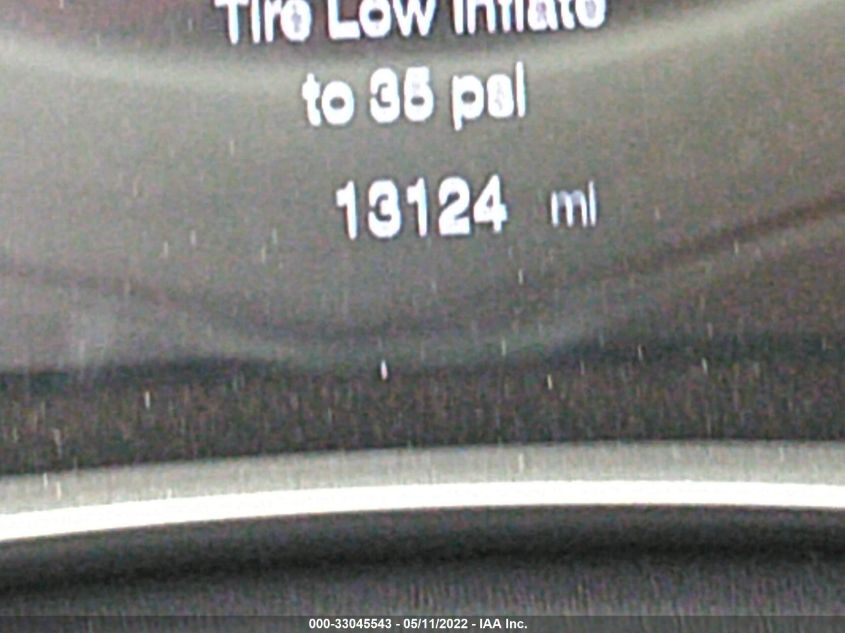 Tire Low Inflate
to 35 psi
13124 mi
000-33045543 - 05/11/2022 - IAA Inc.